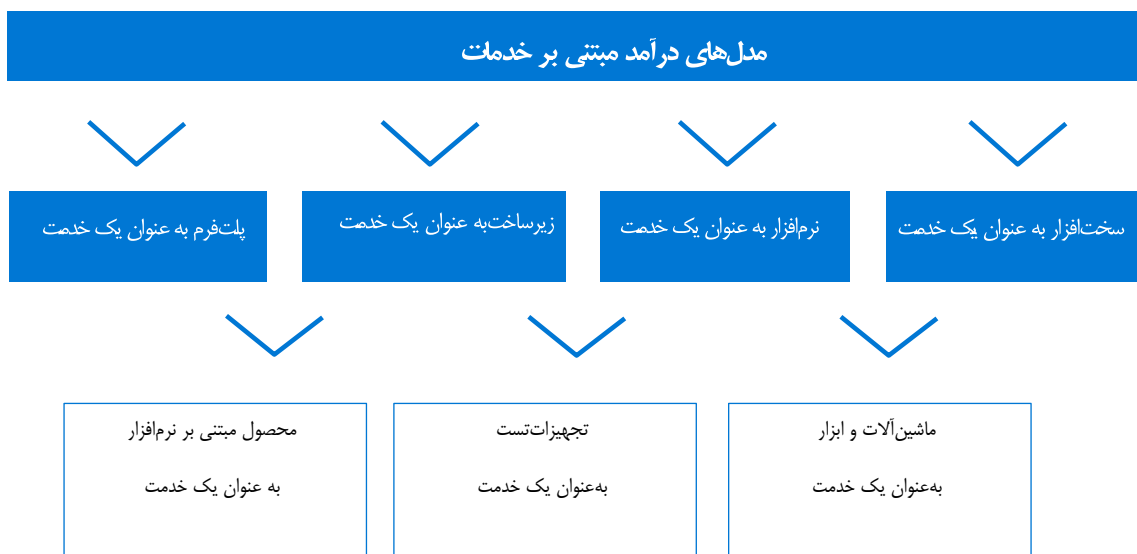 مدل‌های درآمد مبتنی بر خدمات
سخت‌افزار به عنوان یک خدمت
نرم‌افزار به عنوان یک خدمت
زیرساخت‌به عنوان یک خدمت
پلت‌فرم به عنوان یک خدمت
ماشین‌آلات و ابزار
به‌عنوان یک خدمت
تجهیزات‌تست
به‌عنوان یک خدمت
محصول مبتنی بر نرم‌افزار
به عنوان یک خدمت